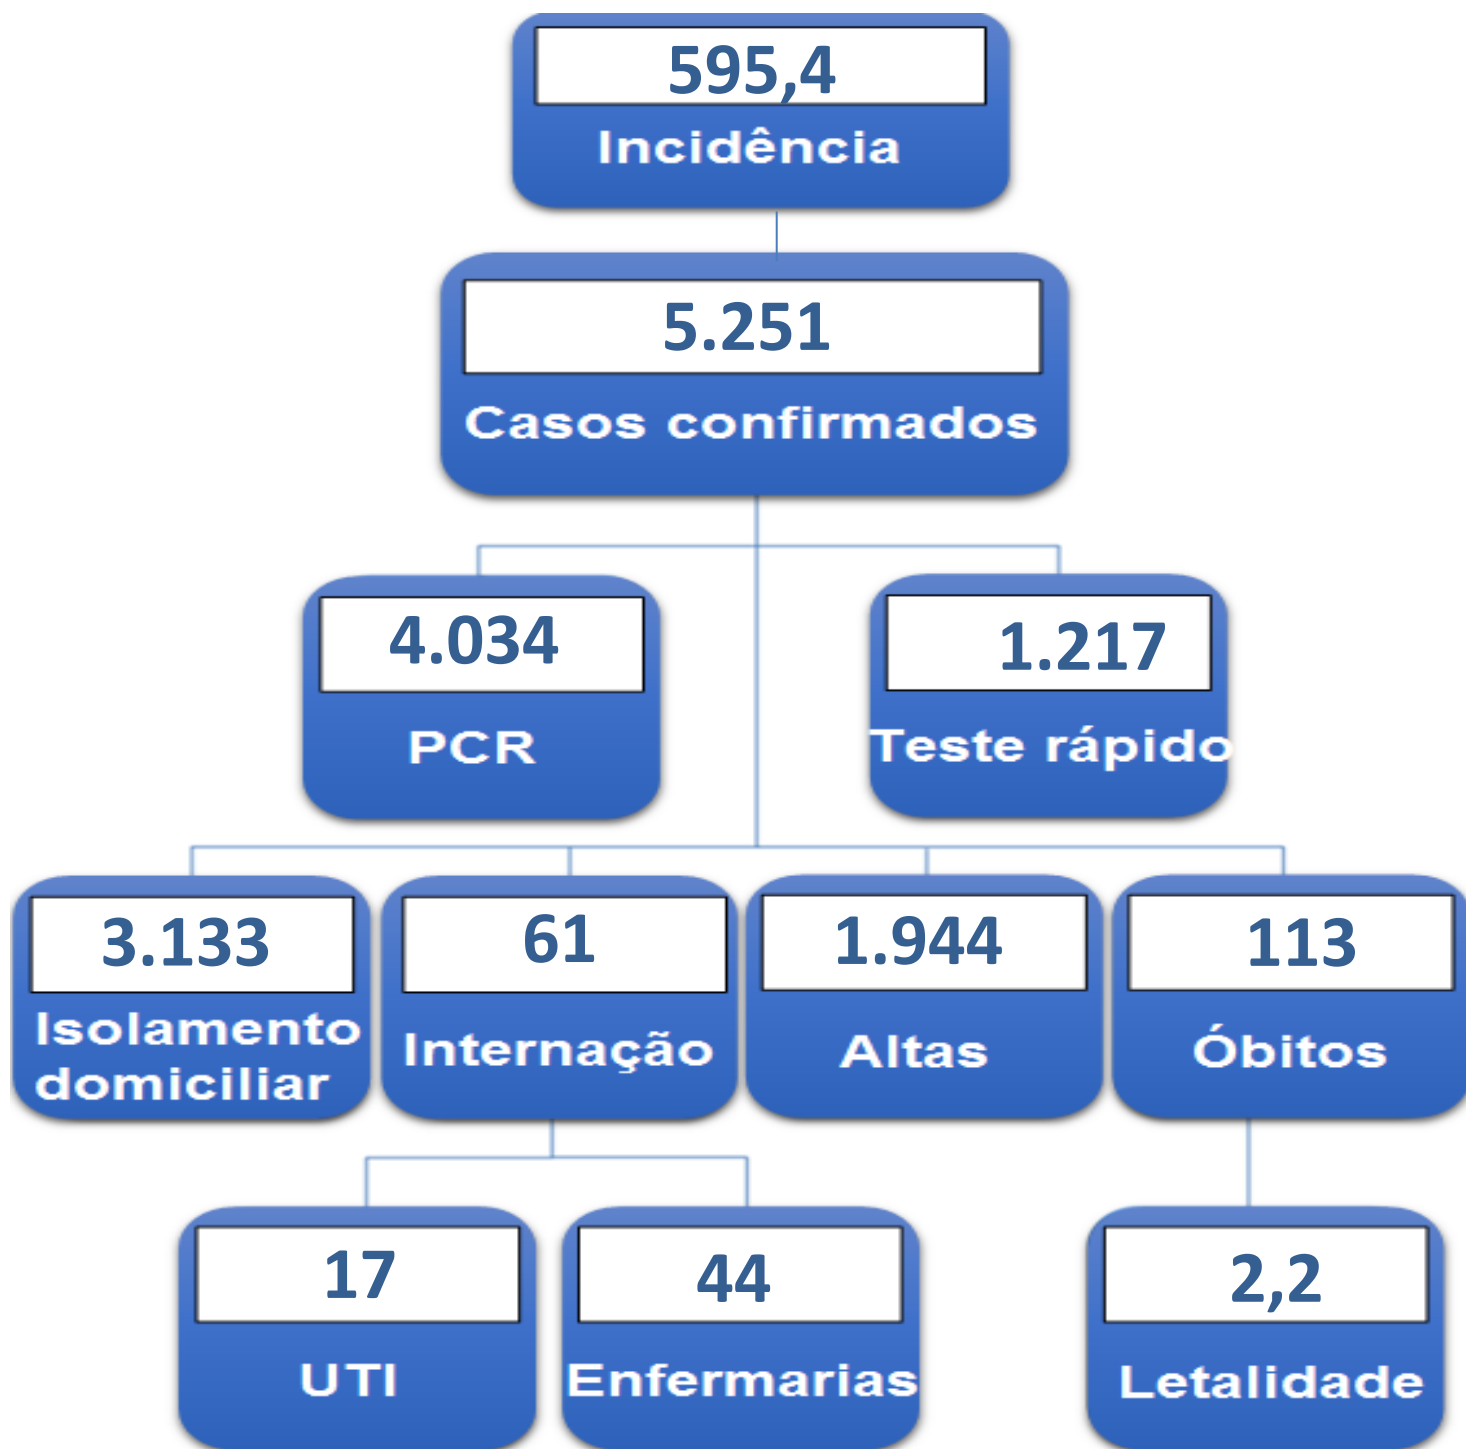 595,4
Incidência
5.251
Casos confirmados
4.034
PCR
1.217
Teste rápido
3.133
Isolamento
domiciliar
61
Internação
1.944
Altas
113
Óbitos
17
UTI
44
Enfermarias
2,2
Letalidade